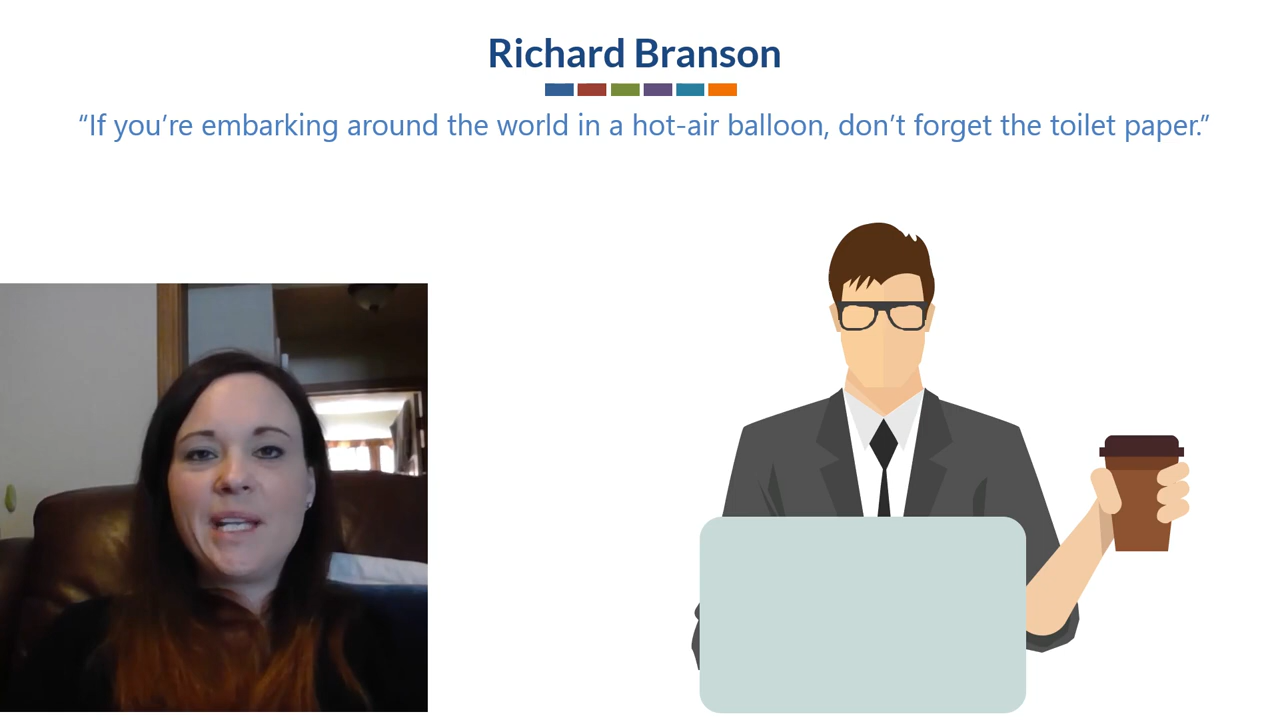 Richard Branson
“If you’re embarking around the world in a hot-air balloon, don’t forget the toilet paper.”